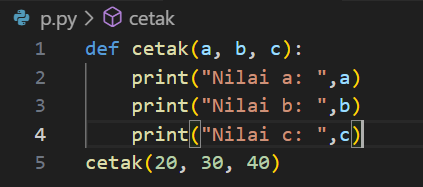 p.py > cetak
1 def cetak(a, b, c):
2     print("Nilai a: ",a)
3     print("Nilai b: ",b)
4     print("Nilai c: ",c)
5 cetak(20, 30, 40)